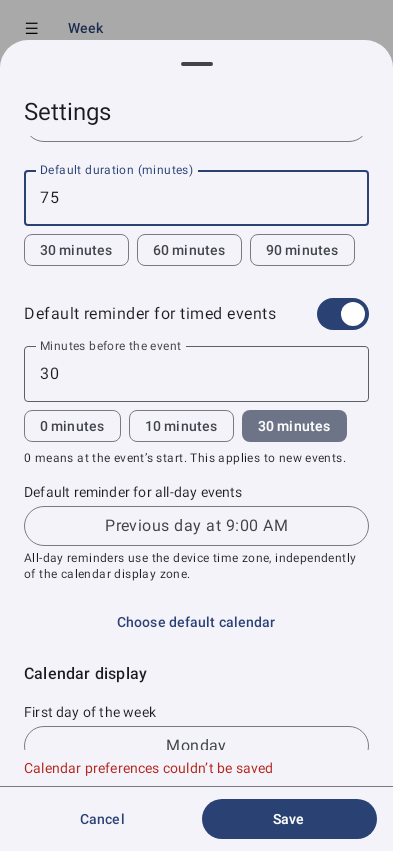 Week
Settings
Default duration (minutes)
75
30 minutes
60 minutes
90 minutes
Default reminder for timed events
Minutes before the event
30
0 minutes
10 minutes
30 minutes
0 means at the event’s start. This applies to new events.
Default reminder for all-day events
Previous day at 9:00 AM
All-day reminders use the device time zone, independently
of the calendar display zone.
Choose default calendar
Calendar display
First day of the week
Monday
Calendar preferences couldn’t be saved
Cancel
Save